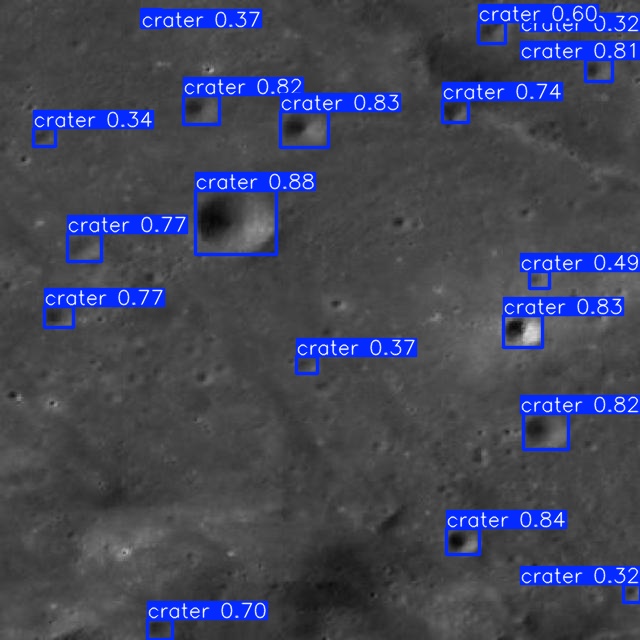 crater 0.60
crater 0.37
crater 0.32
crater 0.81
crater 0.82
crater 0.74
crater 0.83
crater 0.34
crater 0.88
crater 0.77
crater 0.49
crater 0.77
crater 0.83
crater 0.37
crater 0.82
crater 0.84
crater 0.32
crater 0.70